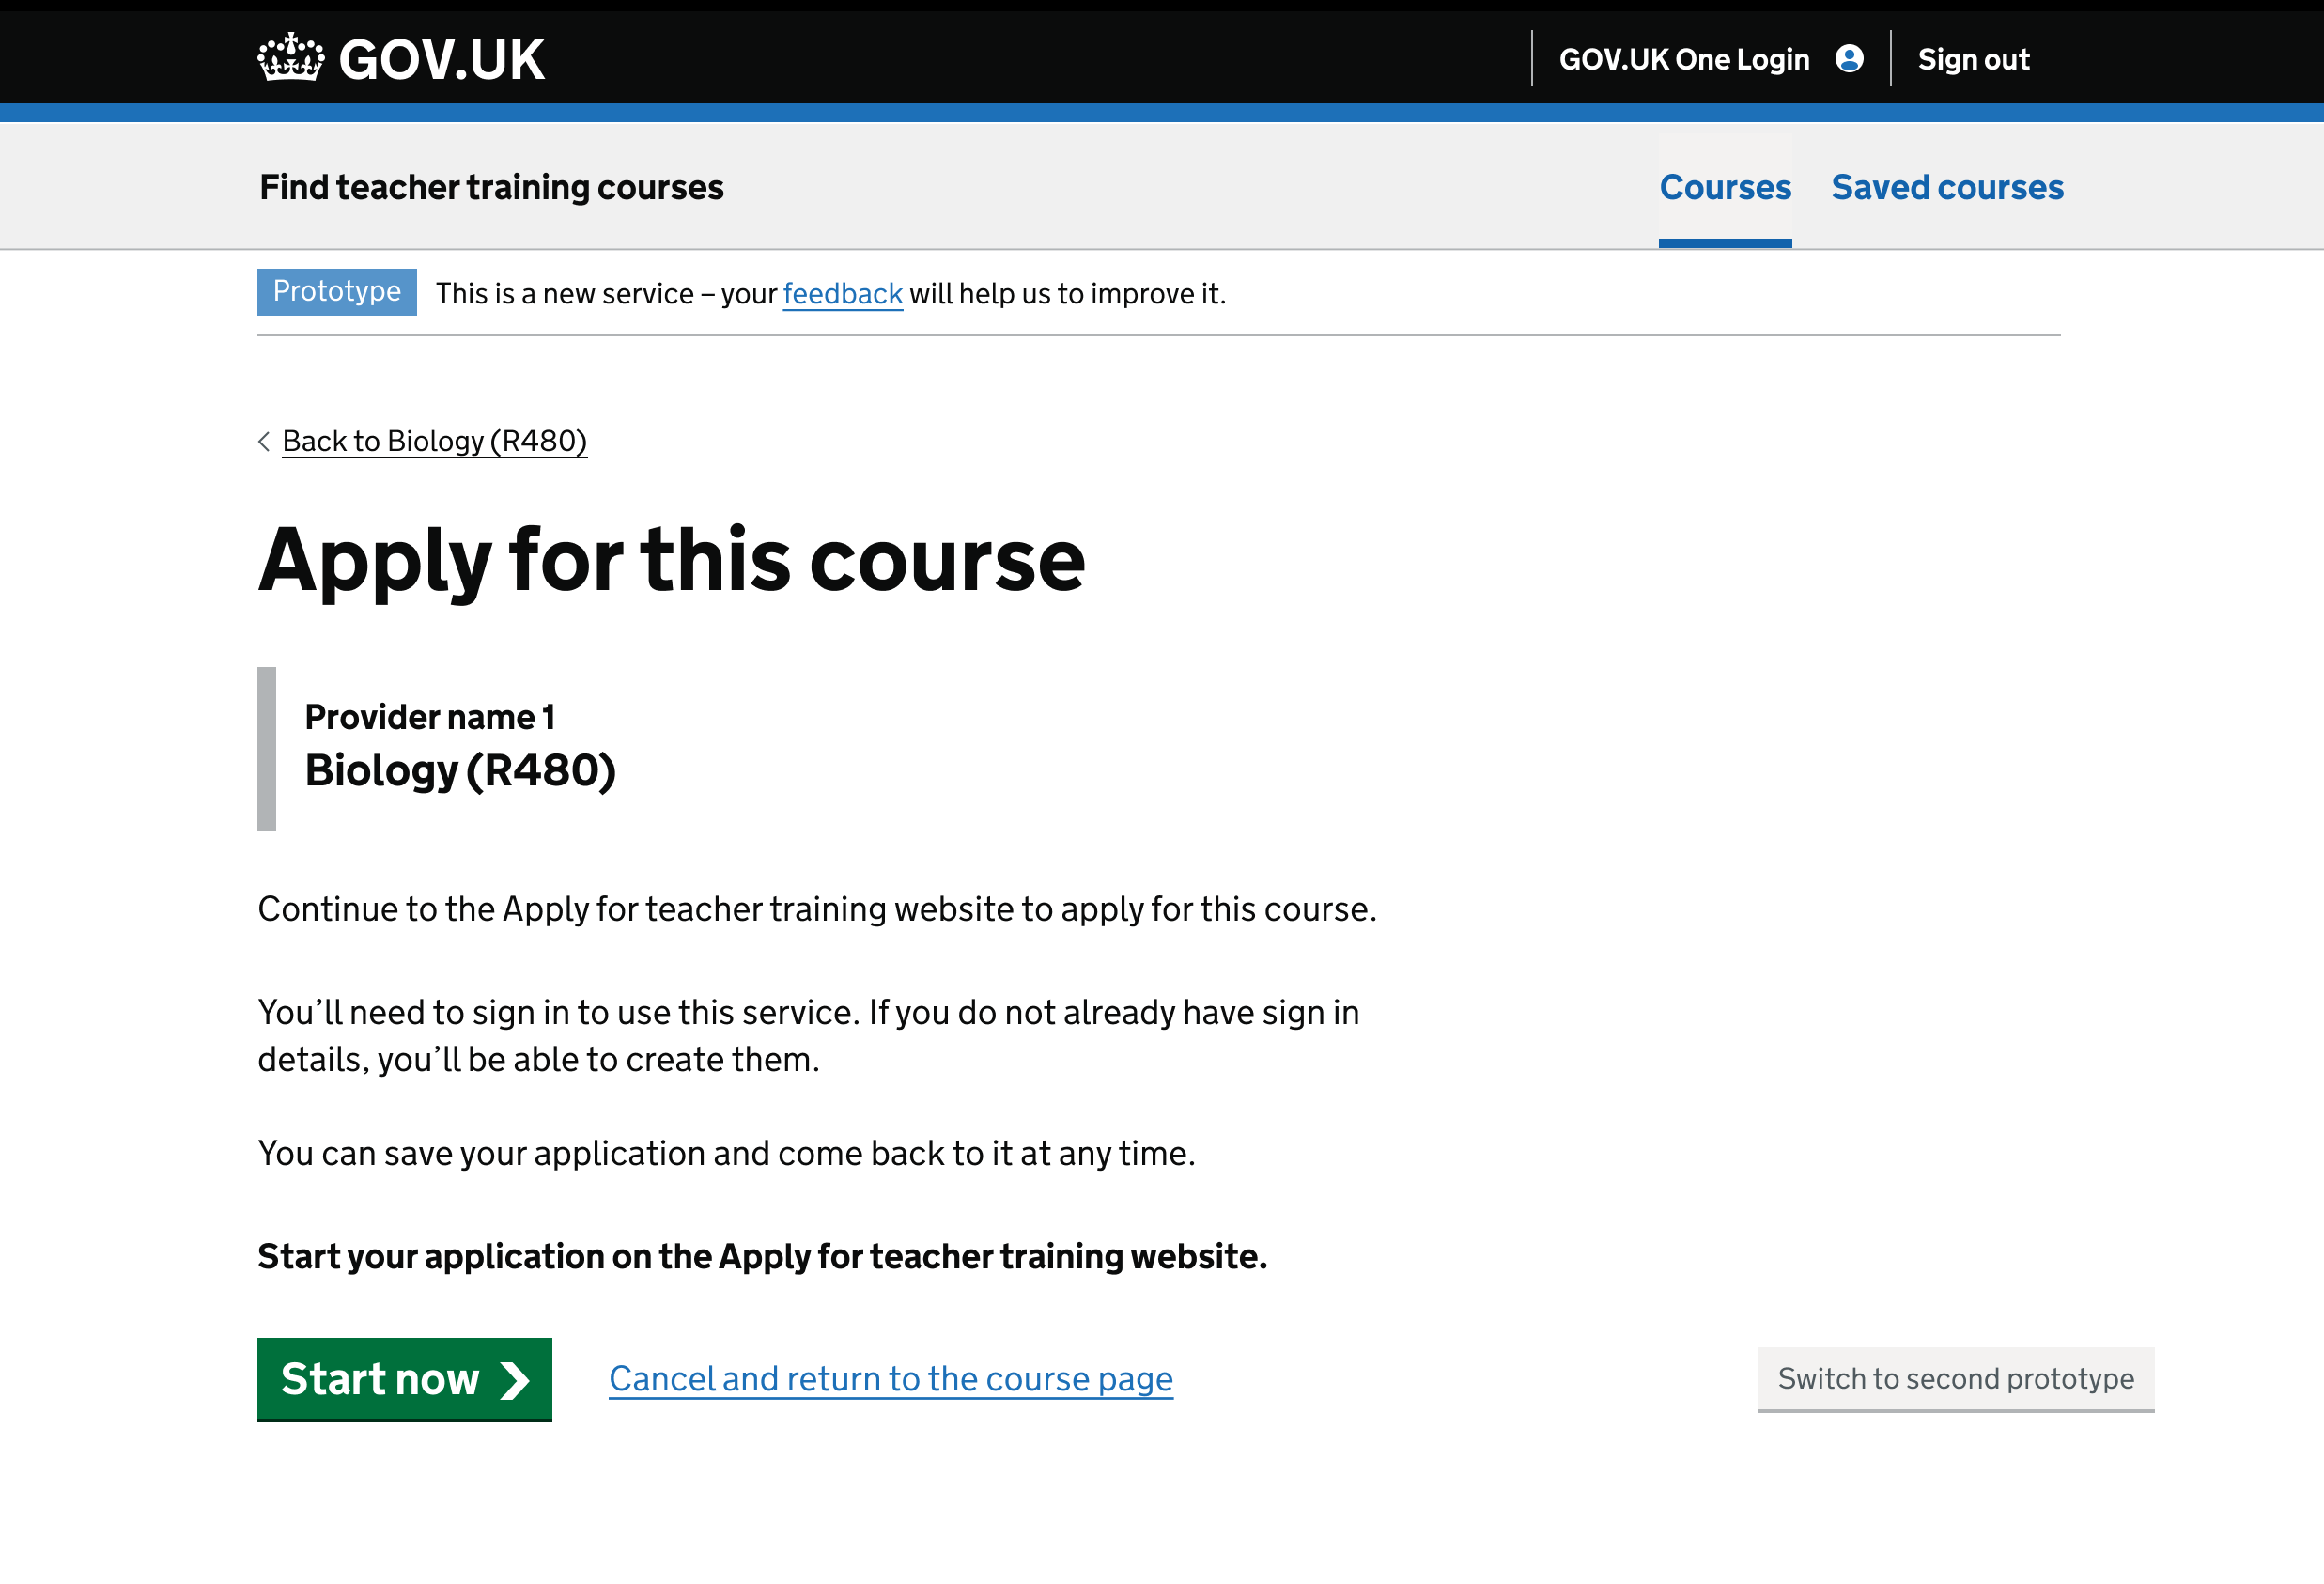 GOV.UK
GOV.UK One Login
Sign out
Find teacher training courses
Courses
Saved courses
Prototype
This is a new service – your feedback will help us to improve it.
Back to Biology (R480)
Apply for this course
Provider name 1
Biology (R480)
Continue to the Apply for teacher training website to apply for this course.
You’ll need to sign in to use this service. If you do not already have sign in
details, you’ll be able to create them.
You can save your application and come back to it at any time.
Start your application on the Apply for teacher training website.
Start now
Cancel and return to the course page
Switch to second prototype